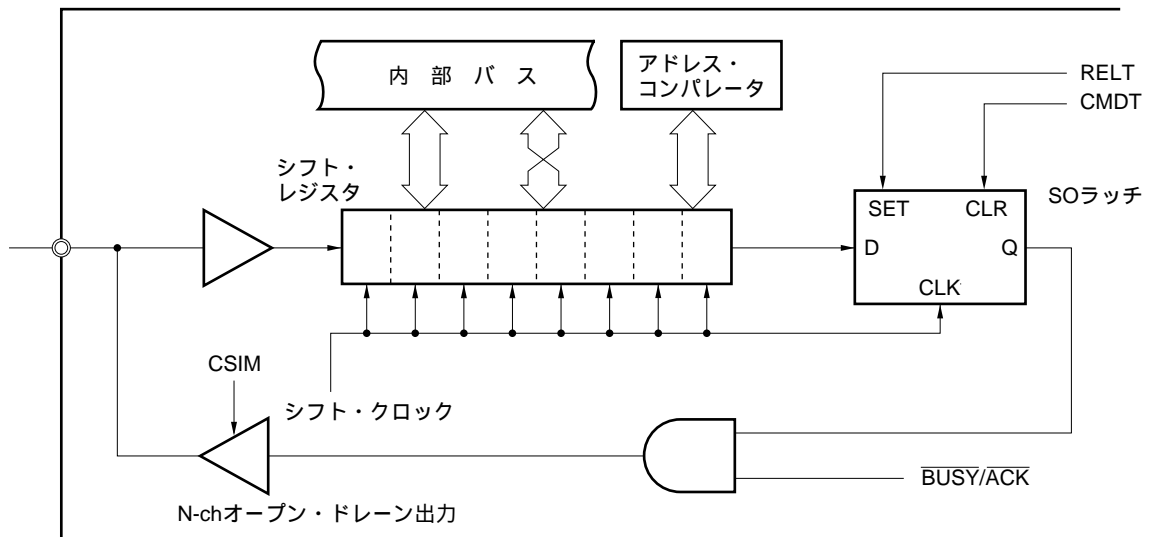 内 部 バ ス
アドレス・
コンパレータ
RELT
CMDT
シフト・
レジスタ
SET CLR
SOラッチ
D Q
CLK
CSIM
シフト・クロック
BUSY/ACK
N-chオープン・ドレーン出力